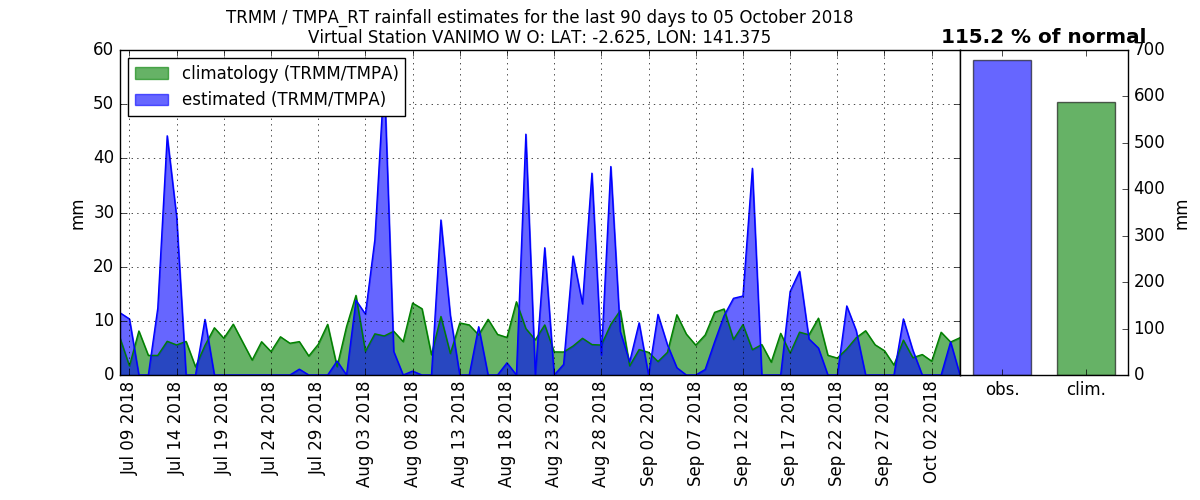 TRMM / TMPA_RT rainfall estimates for the last 90 days to 05 October 2018
Virtual Station VANIMO W O: LAT: -2.625, LON: 141.375
115.2 % of normal
climatology (TRMM/TMPA)
estimated (TRMM/TMPA)
60
50
40
30
20
10
0
mm
Jul 09 2018
Jul 14 2018
Jul 19 2018
Jul 24 2018
Jul 29 2018
Aug 03 2018
Aug 08 2018
Aug 13 2018
Aug 18 2018
Aug 23 2018
Aug 28 2018
Sep 02 2018
Sep 07 2018
Sep 12 2018
Sep 17 2018
Sep 22 2018
Sep 27 2018
Oct 02 2018
700
600
500
400
300
200
100
0
mm
obs.
clim.